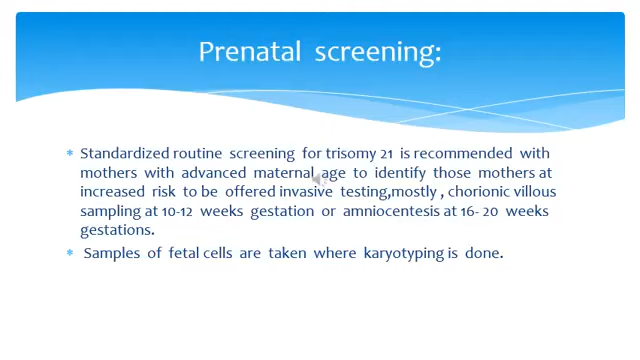 Prenatal screening:
* Standardized routine screening for trisomy 21 is recommended with
mothers with advanced maternal age to identify those mothers at
increased risk to be offered invasive testing,mostly , chorionic villous
sampling at 10-12 weeks gestation or amniocentesis at 16- 20 weeks
gestations.
* Samples of fetal cells are taken where karyotyping is done.